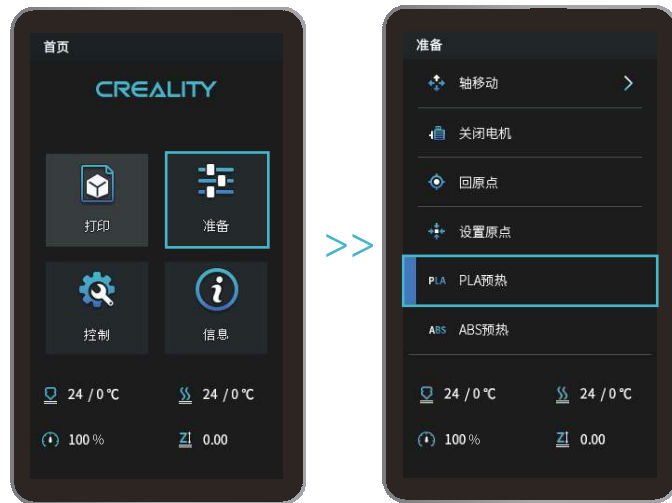 首页
CREALITY
打印
准备
控制
信息
24 / 0 ℃
24 / 0 ℃
100 %
0.00
>>
准备
轴移动
关闭电机
回原点
设置原点
PLA PLA预热
ABS ABS预热
24 / 0 ℃
24 / 0 ℃
100 %
0.00